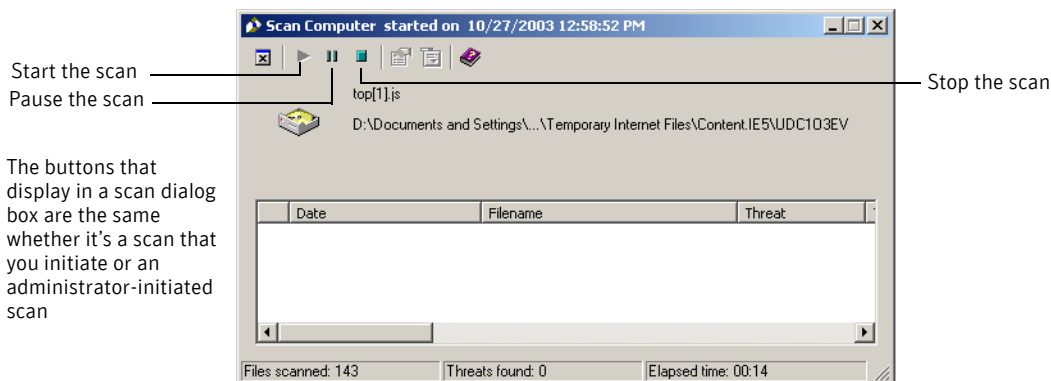 Scan Computer started on 10/27/2003 12:58:52 PM
Start the scan
Pause the scan
Stop the scan
top[1].js
D:\Documents and Settings\...\Temporary Internet Files\Content.IE5\UDC1O3EV
The buttons that
display in a scan dialog
box are the same
whether it's a scan that
you initiate or an
administrator-initiated
scan
Date Filename Threat
Files scanned: 143 Threats found: 0 Elapsed time: 00:14